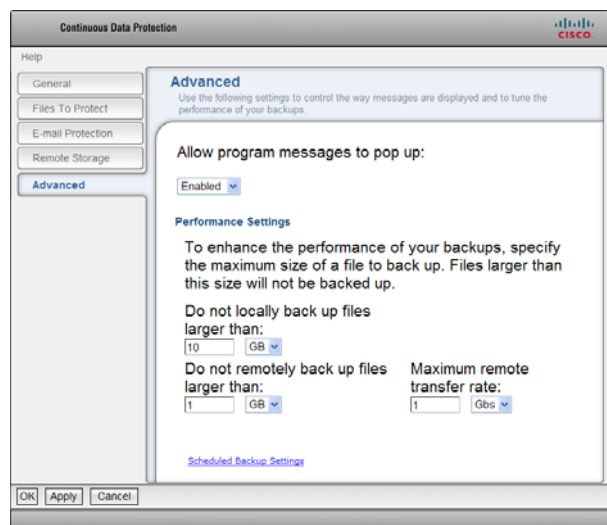 Continuous Data Protection
CISCO
Help
General
Files To Protect
E-mail Protection
Remote Storage
Advanced
Advanced
Use the following settings to control the way messages are displayed and to tune the
performance of your backups.
Allow program messages to pop up:
Enabled
Performance Settings
To enhance the performance of your backups, specify
the maximum size of a file to back up. Files larger than
this size will not be backed up.
Do not locally back up files
larger than:
10 GB
Do not remotely back up files
larger than:
1 GB
Maximum remote
transfer rate:
1 Gbs
Scheduled Backup Settings
OK Apply Cancel